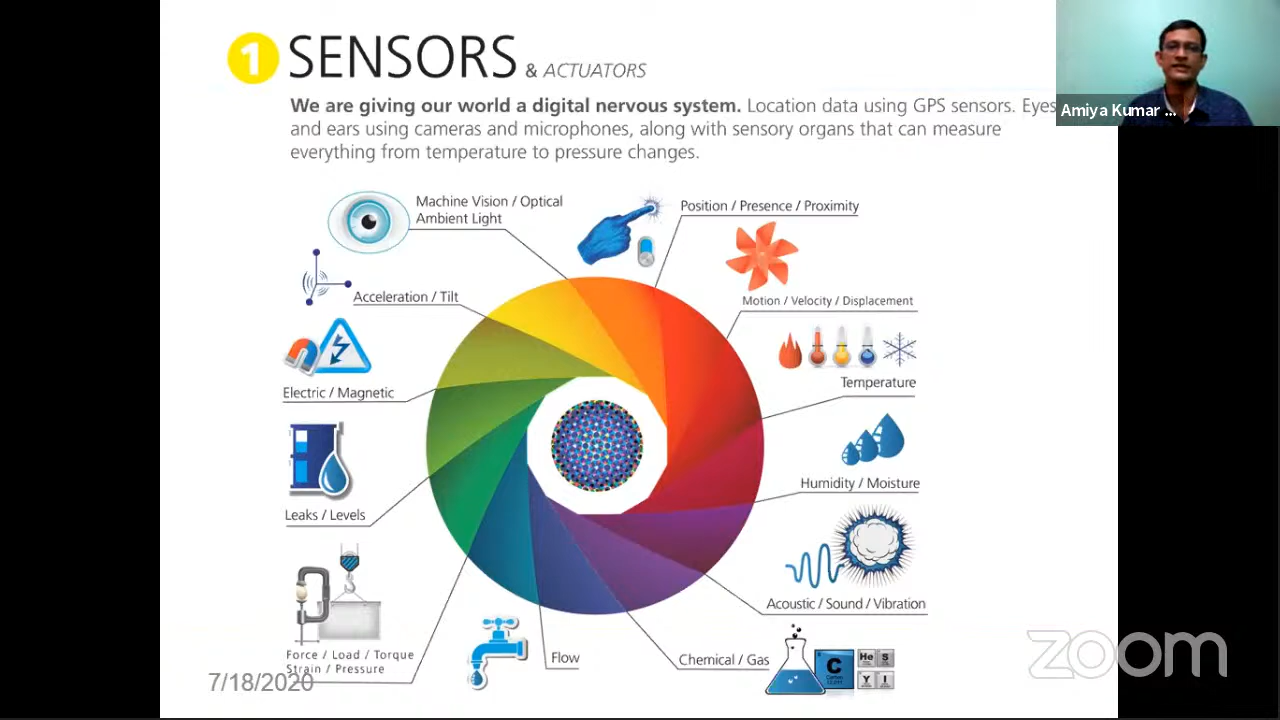 1 SENSORS & ACTUATORS
We are giving our world a digital nervous system. Location data using GPS sensors. Eyes
and ears using cameras and microphones, along with sensory organs that can measure
everything from temperature to pressure changes.
Amiya Kumar ...
Machine Vision / Optical
Ambient Light
Position / Presence / Proximity
Acceleration / Tilt
Motion / Velocity / Displacement
Electric / Magnetic
Temperature
Leaks / Levels
Humidity / Moisture
Acoustic / Sound / Vibration
Force / Load / Torque
Strain / Pressure
Flow
Chemical / Gas
C
Carbon
He S
Y I
7/18/2020
zoom